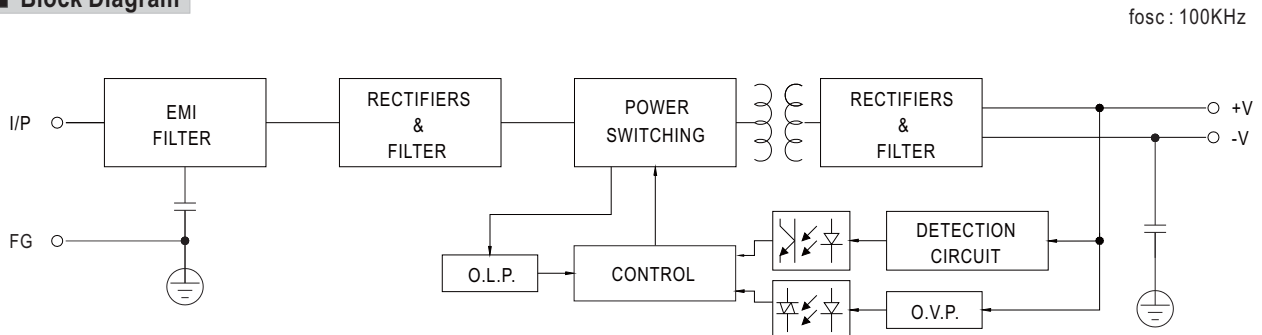 Block Diagram
fosc : 100KHz
I/P
EMI
FILTER
RECTIFIERS
&
FILTER
POWER
SWITCHING
RECTIFIERS
&
FILTER
+V
-V
FG
O.L.P.
CONTROL
DETECTION
CIRCUIT
O.V.P.